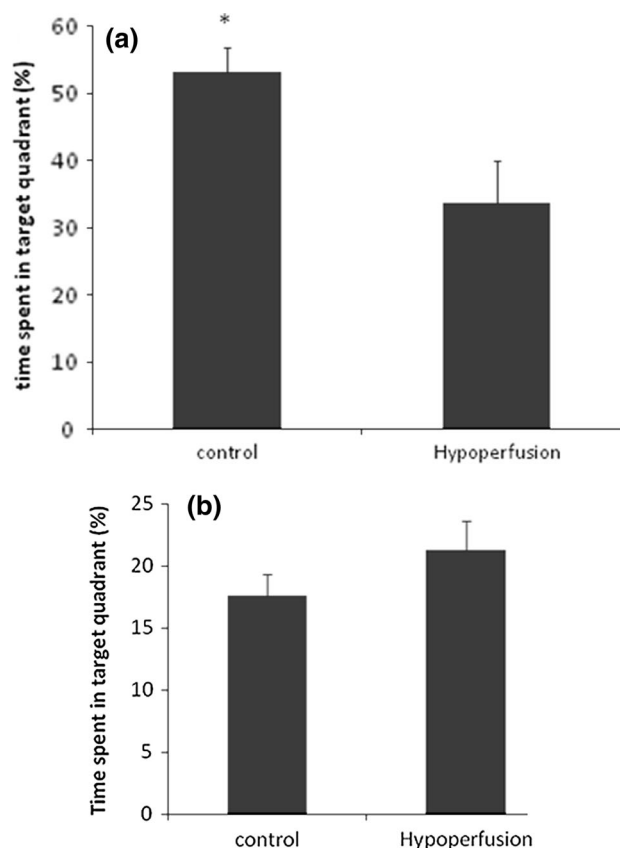 (a)
*
time spent in target quadrant (%)
60
50
40
30
20
10
0
control Hypoperfusion
(b)
Time spent in target quadrant (%)
25
20
15
10
5
0
control Hypoperfusion